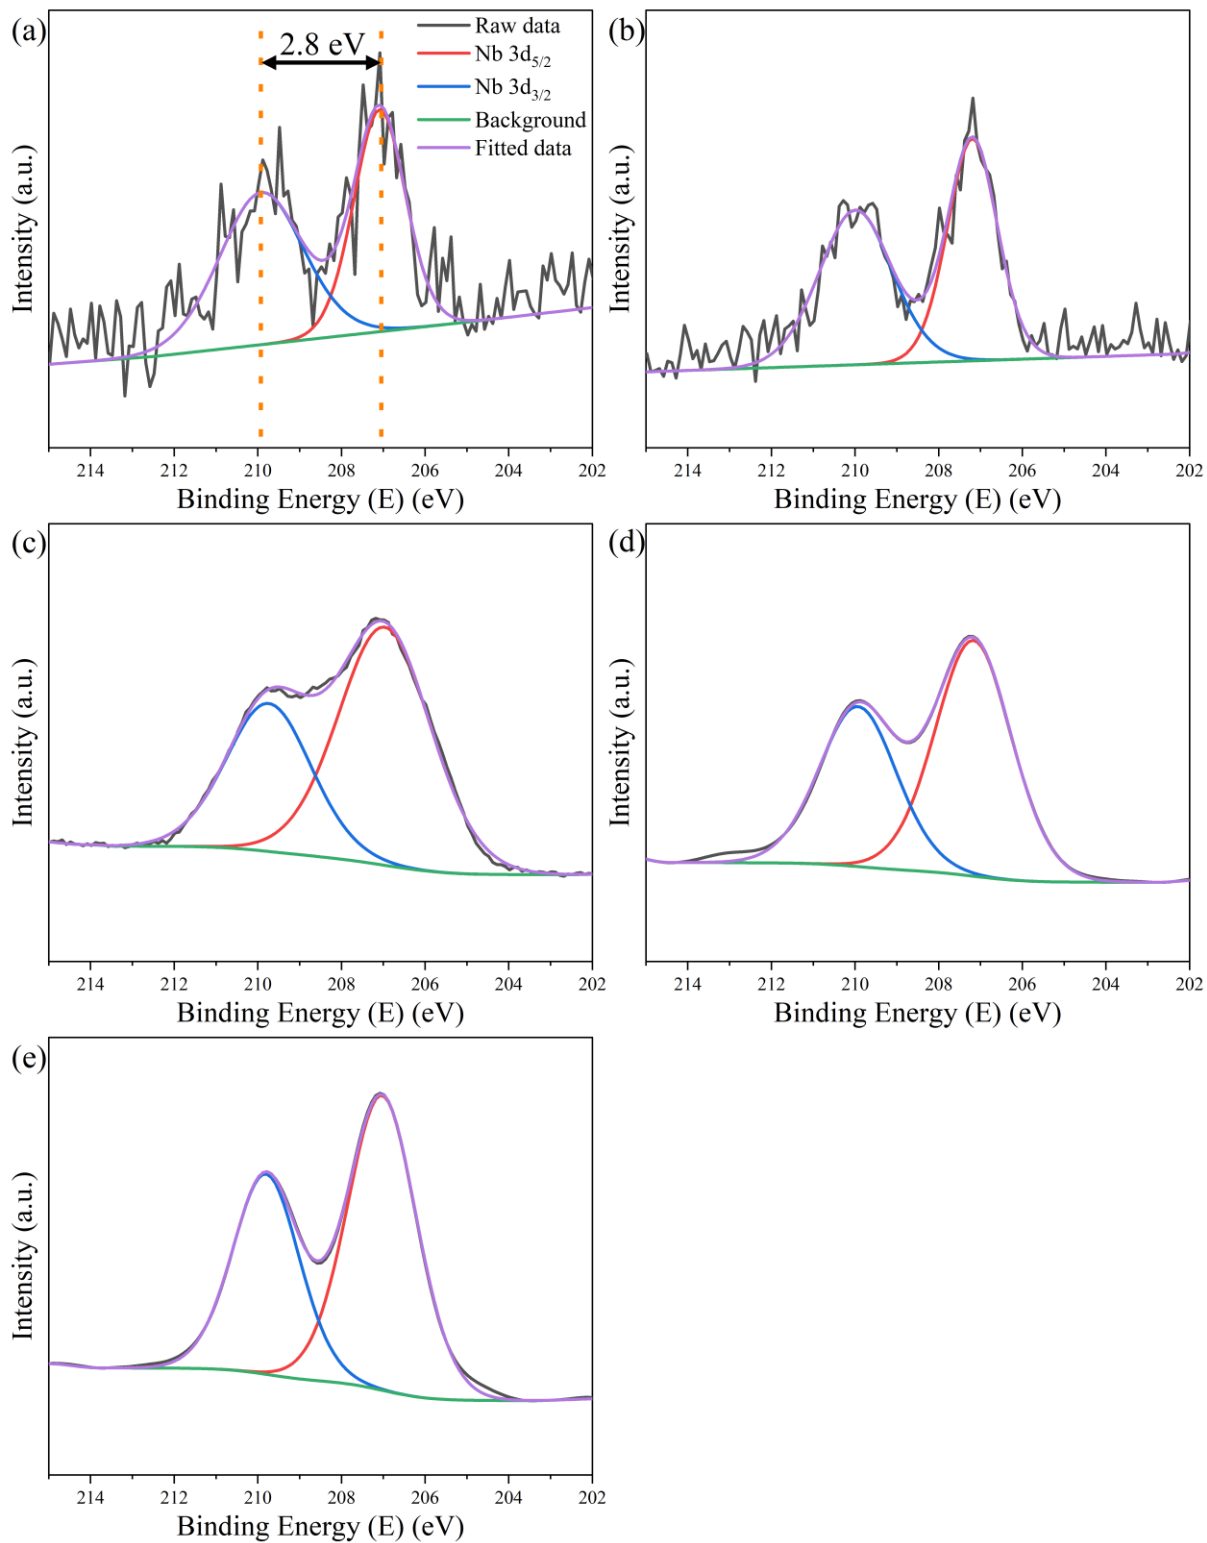 (a)
2.8 eV
Raw data
Nb 3d5/2
Nb 3d3/2
Background
Fitted data
Intensity (a.u.)
214 212 210 208 206 204 202
Binding Energy (E) (eV)
(b)
Intensity (a.u.)
214 212 210 208 206 204 202
Binding Energy (E) (eV)
(c)
Intensity (a.u.)
214 212 210 208 206 204 202
Binding Energy (E) (eV)
(d)
Intensity (a.u.)
214 212 210 208 206 204 202
Binding Energy (E) (eV)
(e)
Intensity (a.u.)
214 212 210 208 206 204 202
Binding Energy (E) (eV)